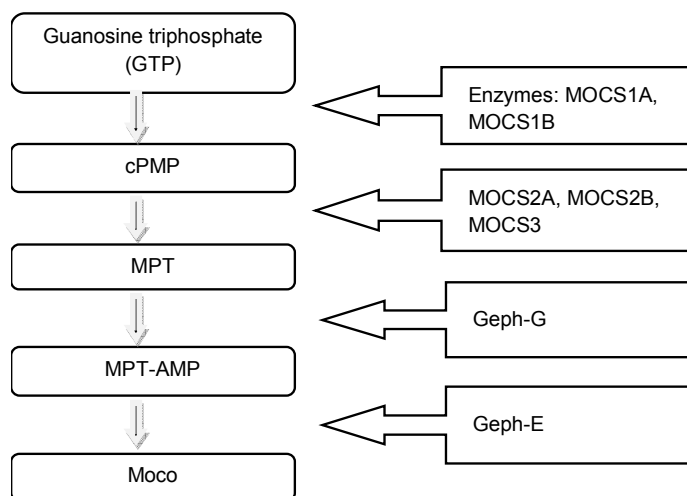 Guanosine triphosphate
(GTP)
Enzymes: MOCS1A,
MOCS1B
cPMP
MOCS2A, MOCS2B,
MOCS3
MPT
Geph-G
MPT-AMP
Geph-E
Moco